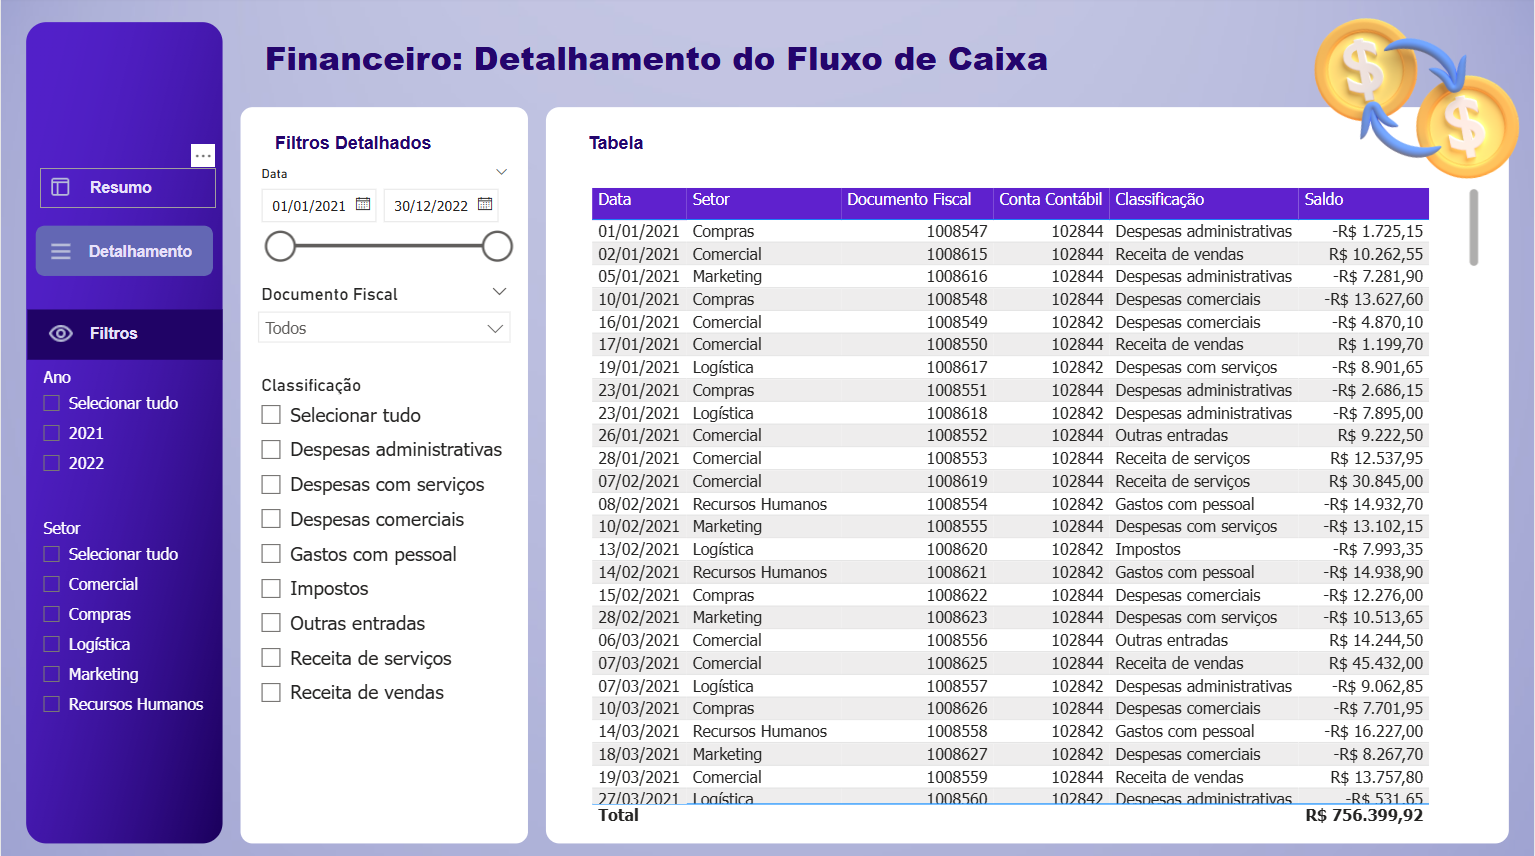 Financeiro: Detalhamento do Fluxo de Caixa
Resumo
Detalhamento
Filtros
Ano
Selecionar tudo
2021
2022
Setor
Selecionar tudo
Comercial
Compras
Logística
Marketing
Recursos Humanos
Filtros Detalhados
Data
01/01/2021 30/12/2022
Documento Fiscal
Todos
Classificação
Selecionar tudo
Despesas administrativas
Despesas com serviços
Despesas comerciais
Gastos com pessoal
Impostos
Outras entradas
Receita de serviços
Receita de vendas
Tabela
Data Setor Documento Fiscal Conta Contábil Classificação Saldo
01/01/2021 Compras 1008547 102844 Despesas administrativas -R$ 1.725,15
02/01/2021 Comercial 1008615 102844 Receita de vendas R$ 10.262,55
05/01/2021 Marketing 1008616 102844 Despesas administrativas -R$ 7.281,90
10/01/2021 Compras 1008548 102844 Despesas comerciais -R$ 13.627,60
16/01/2021 Comercial 1008549 102842 Despesas comerciais -R$ 4.870,10
17/01/2021 Comercial 1008550 102844 Receita de vendas R$ 1.199,70
19/01/2021 Logística 1008617 102842 Despesas com serviços -R$ 8.901,65
23/01/2021 Compras 1008551 102844 Despesas administrativas -R$ 2.686,15
23/01/2021 Logística 1008618 102842 Despesas administrativas -R$ 7.895,00
26/01/2021 Comercial 1008552 102844 Outras entradas R$ 9.222,50
28/01/2021 Comercial 1008553 102844 Receita de serviços R$ 12.537,95
07/02/2021 Comercial 1008619 102844 Receita de serviços R$ 30.845,00
08/02/2021 Recursos Humanos 1008554 102842 Gastos com pessoal -R$ 14.932,70
10/02/2021 Marketing 1008555 102844 Despesas com serviços -R$ 13.102,15
13/02/2021 Logística 1008620 102842 Impostos -R$ 7.993,35
14/02/2021 Recursos Humanos 1008621 102842 Gastos com pessoal -R$ 14.938,90
15/02/2021 Compras 1008622 102844 Despesas comerciais -R$ 12.276,00
28/02/2021 Marketing 1008623 102844 Despesas com serviços -R$ 10.513,65
06/03/2021 Comercial 1008556 102844 Outras entradas R$ 14.244,50
07/03/2021 Comercial 1008625 102844 Receita de vendas R$ 45.432,00
07/03/2021 Logística 1008557 102842 Despesas administrativas -R$ 9.062,85
10/03/2021 Compras 1008626 102844 Despesas comerciais -R$ 7.701,95
14/03/2021 Recursos Humanos 1008558 102842 Gastos com pessoal -R$ 16.227,00
18/03/2021 Marketing 1008627 102842 Despesas comerciais -R$ 8.267,70
19/03/2021 Comercial 1008559 102844 Receita de vendas R$ 13.757,80
27/03/2021 Logística 1008560 102842 Despesas administrativas -R$ 531,65
Total R$ 756.399,92